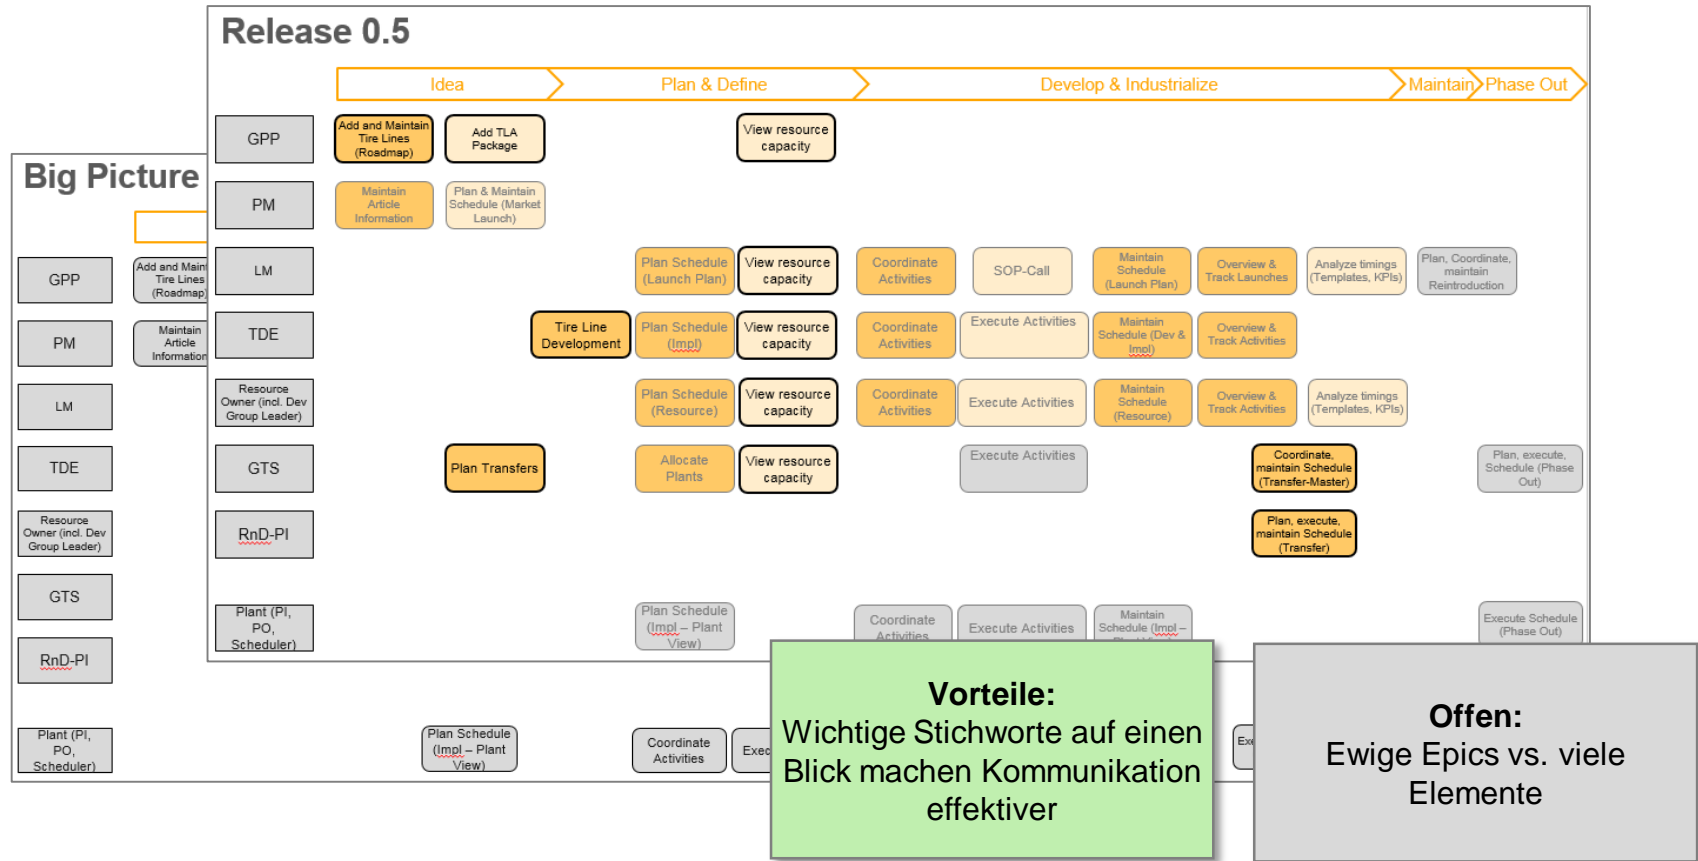 Release 0.5
Idea
Plan & Define
Develop & Industrialize
Maintain
Phase Out
GPP
Add and Maintain
Tire Lines
(Roadmap)
Add TLA
Package
View resource
capacity
PM
Maintain
Article
Information
Plan & Maintain
Schedule (Market
Launch)
LM
Plan Schedule
(Launch Plan)
View resource
capacity
Coordinate
Activities
SOP-Call
Maintain
Schedule
(Launch Plan)
Overview &
Track Launches
Analyze timings
(Templates, KPIs)
Plan, Coordinate,
maintain
Reintroduction
TDE
Tire Line
Development
Plan Schedule
(Impl)
View resource
capacity
Coordinate
Activities
Execute Activities
Maintain
Schedule (Dev &
Impl)
Overview &
Track Activities
Resource
Owner (incl. Dev
Group Leader)
Plan Schedule
(Resource)
View resource
capacity
Coordinate
Activities
Execute Activities
Maintain
Schedule
(Resource)
Overview &
Track Activities
Analyze timings
(Templates, KPIs)
GTS
Plan Transfers
Allocate
Plants
View resource
capacity
Execute Activities
Coordinate,
maintain Schedule
(Transfer-Master)
Plan, execute,
Schedule (Phase
Out)
RnD-PI
Plan, execute,
maintain Schedule
(Transfer)
Plant (PI,
PO,
Scheduler)
Plan Schedule
(Impl – Plant
View)
Coordinate
Activities
Execute Activities
Maintain
Schedule (Impl –
Execute Schedule
(Phase Out)
Big Picture
GPP
Add and
Tire Lines
(Roadmap)
PM
Maintain
Article
Information
LM
TDE
Resource
Owner (incl. Dev
Group Leader)
GTS
RnD-PI
Plant (PI,
PO,
Scheduler)
Plan Schedule
(Impl – Plant
View)
Coordinate
Activities
Vorteile:
Wichtige Stichworte auf einen
Blick machen Kommunikation
effektiver
Offen:
Ewige Epics vs. viele
Elemente